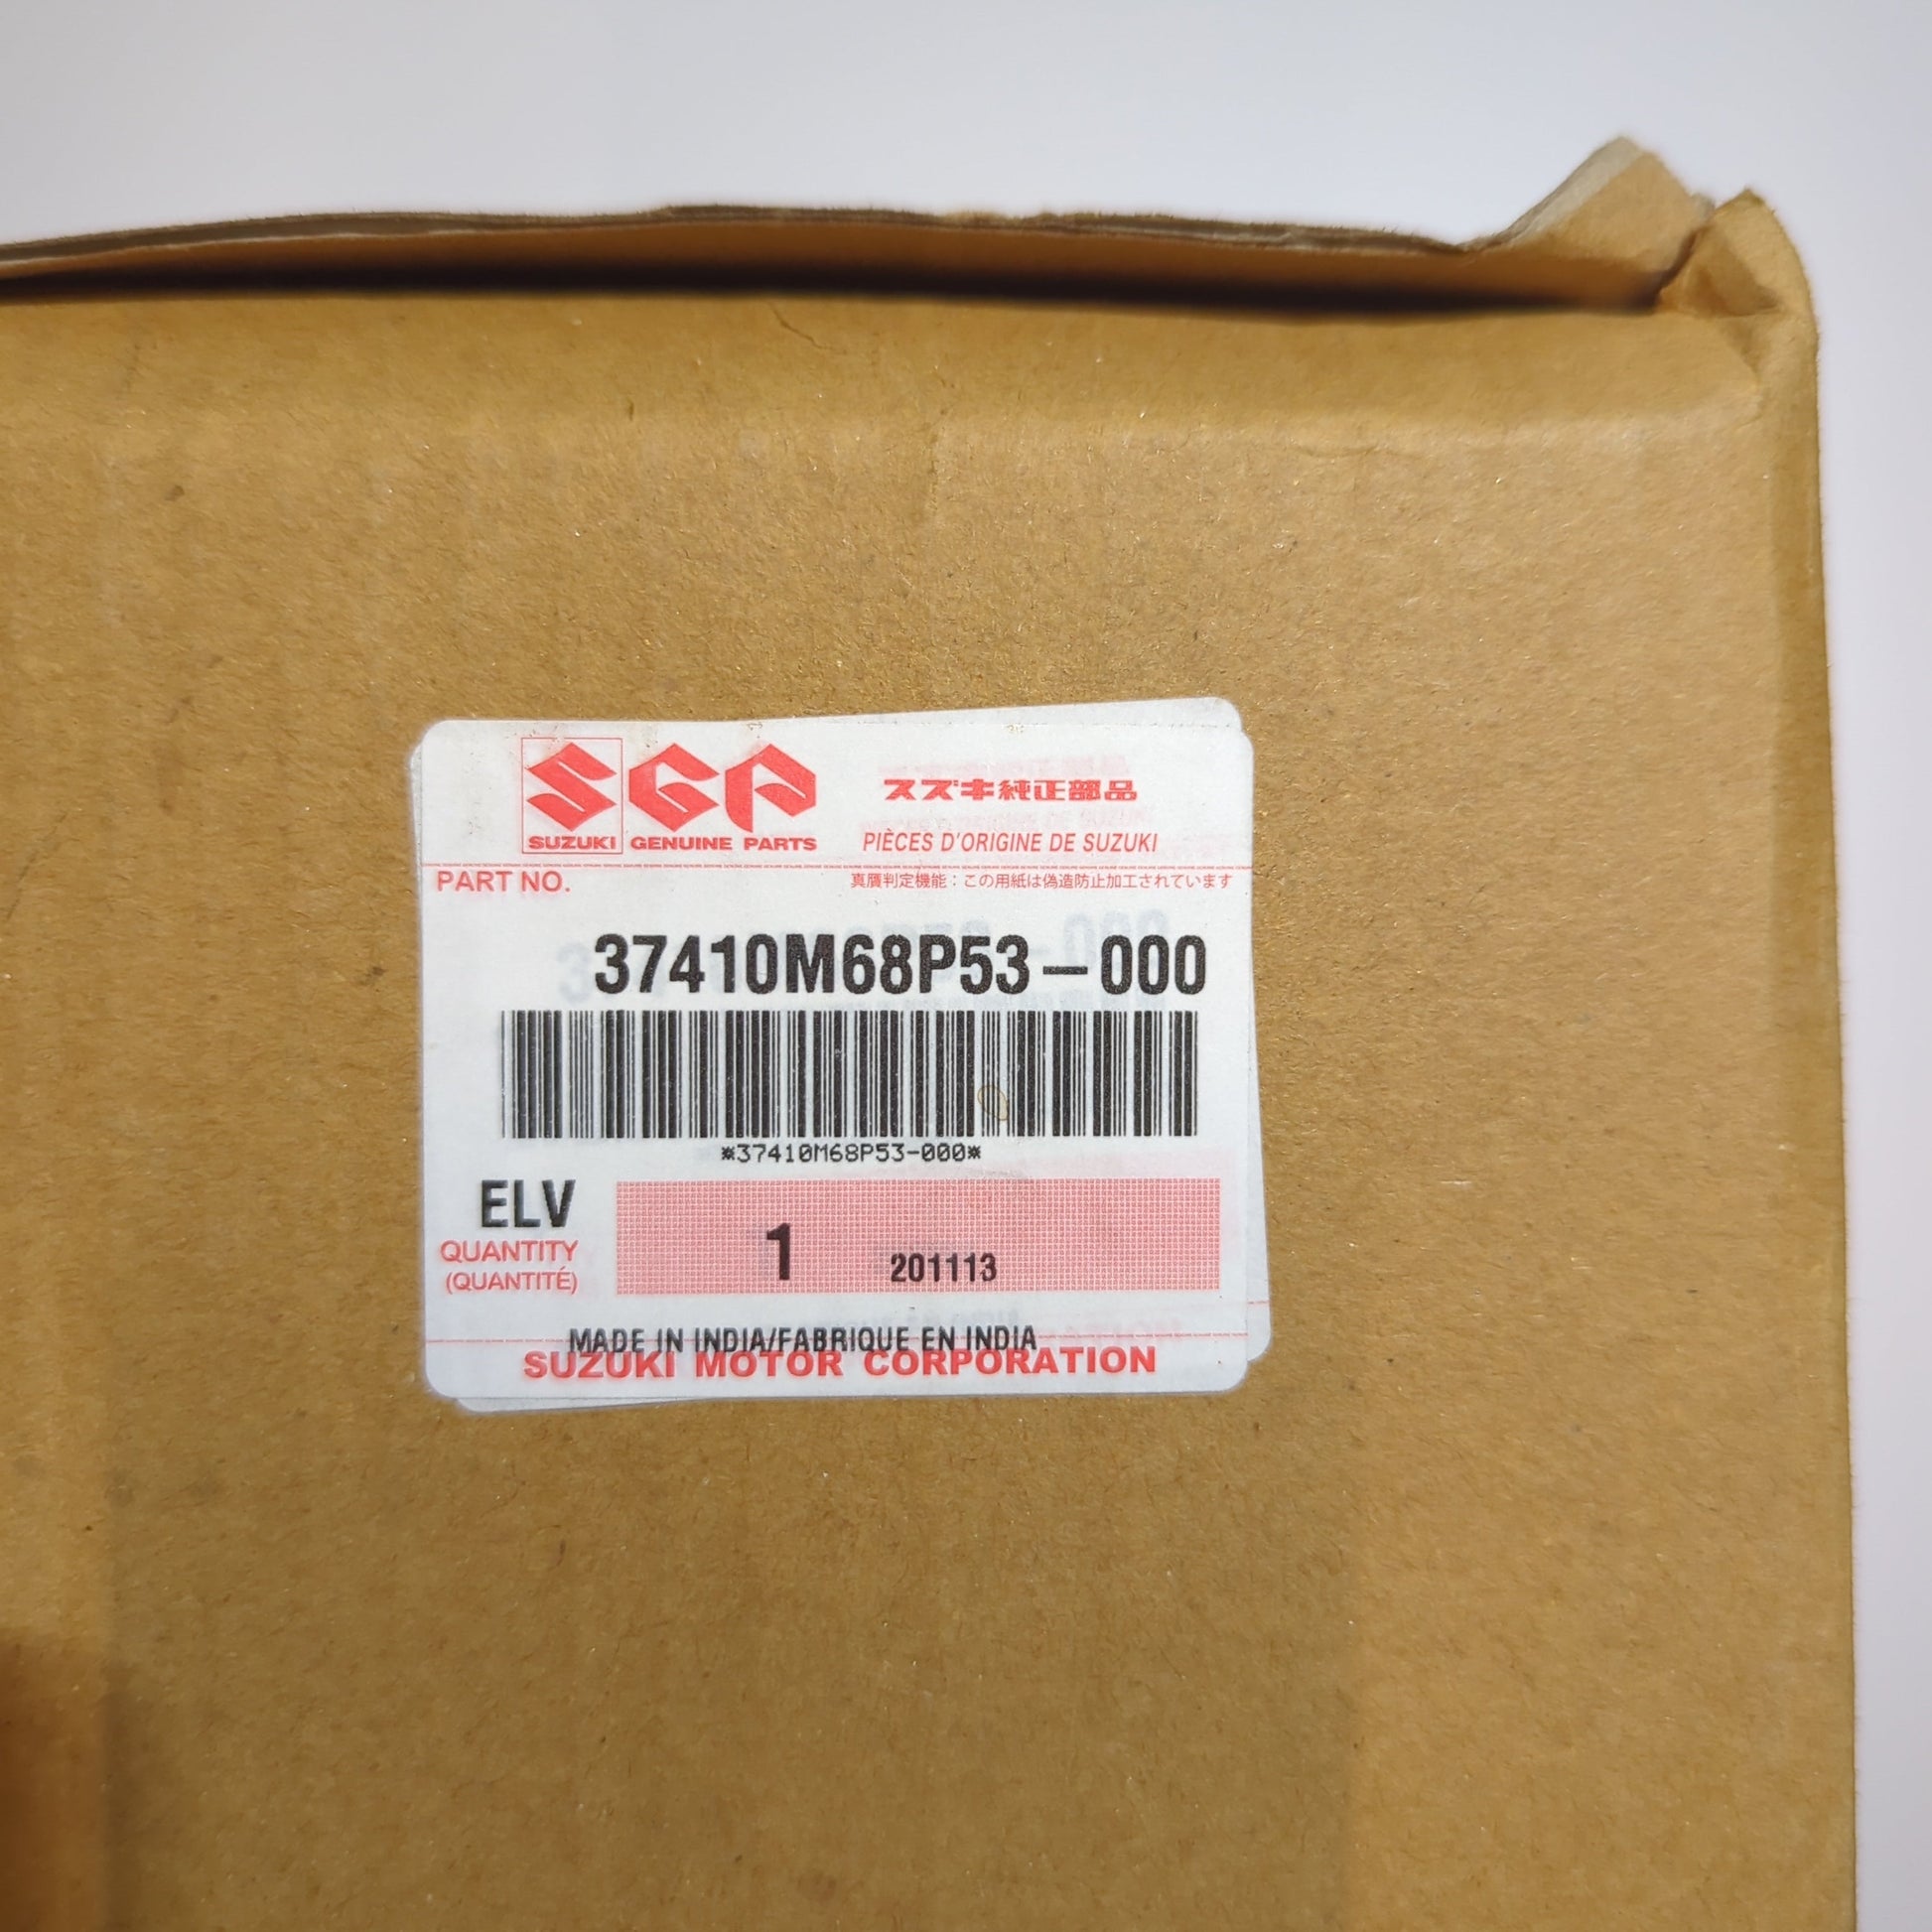 SGP
SUZUKI GENUINE PARTS
スズキ純正部品
PIÈCES D'ORIGINE DE SUZUKI
PART NO.
真贋判定機能：この用紙は偽造防止加工されています
37410M68P53-000
*37410M68P53-000*
ELV
QUANTITY
(QUANTITÉ)
1 201113
MADE IN INDIA/FABRIQUE EN INDIA
SUZUKI MOTOR CORPORATION